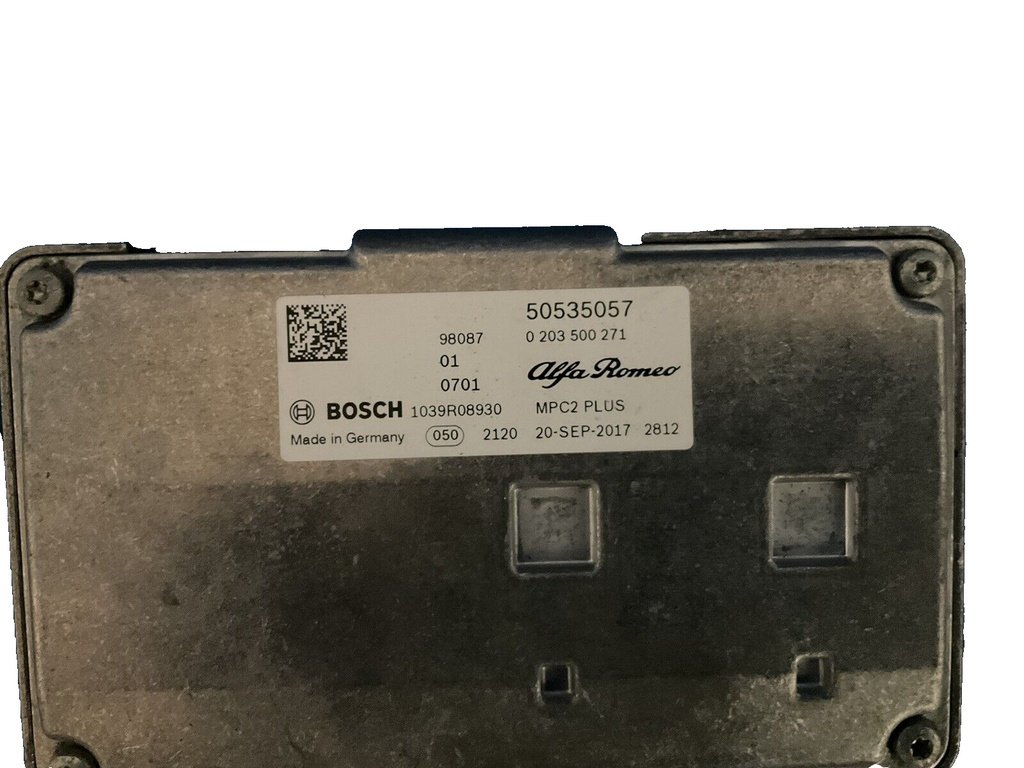 50535057
98087 0 203 500 271
01
Alfa Romeo
0701
BOSCH 1039R08930 MPC2 PLUS
Made in Germany 050 2120 20-SEP-2017 2812